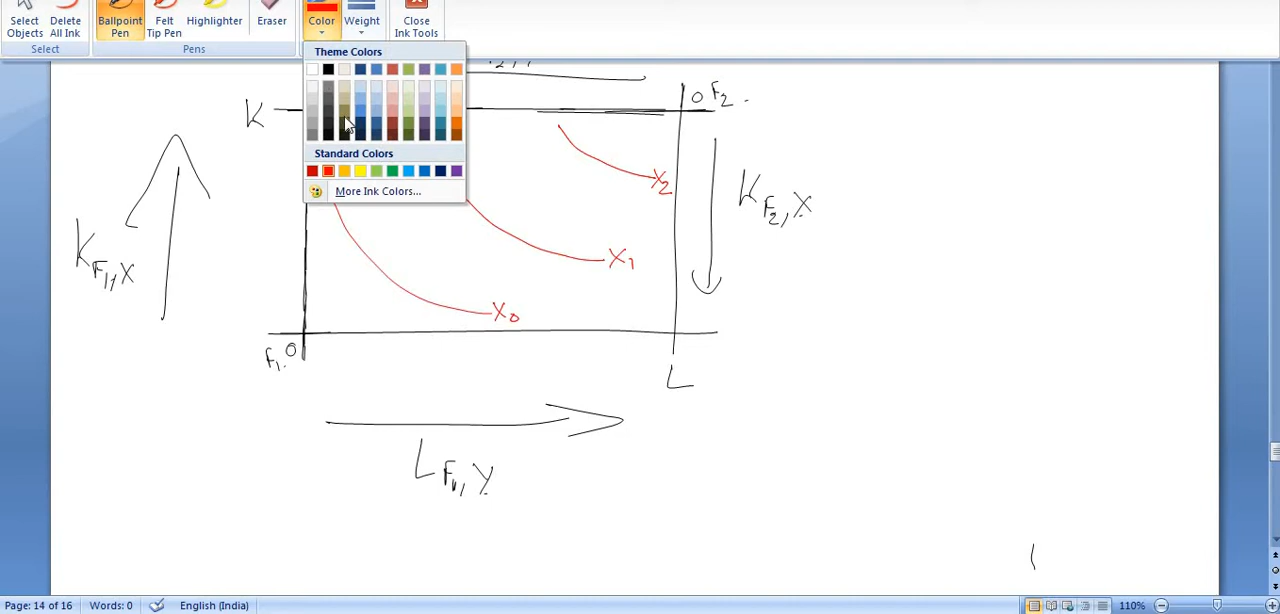 Select Objects
Delete All Ink
Ballpoint Pen
Felt Tip Pen
Highlighter
Eraser
Color
Weight
Close Ink Tools
Select
Pens
Theme Colors
Standard Colors
More Ink Colors...
K
O F2
X2
K F2, X
K F1, X
X1
X0
F1 O
L
L F1, Y
Page: 14 of 16
Words: 0
English (India)
110%